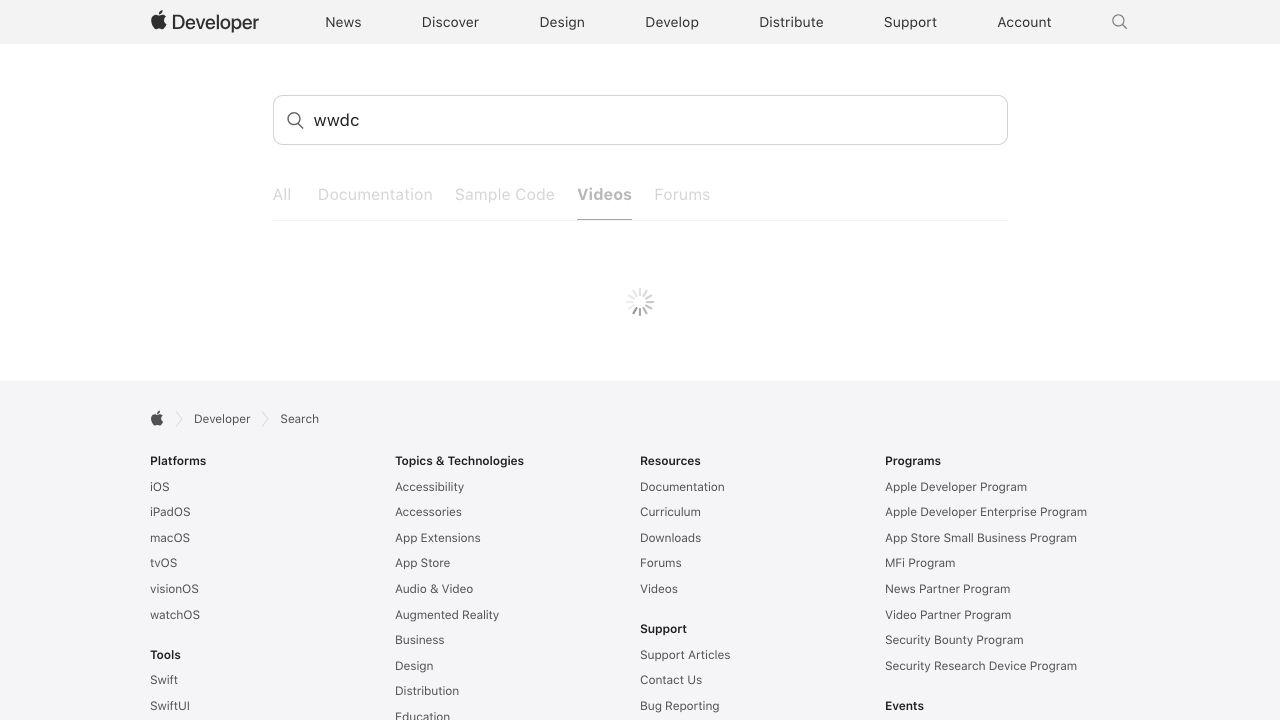 Developer
News
Discover
Design
Develop
Distribute
Support
Account
wwdc
All
Documentation
Sample Code
Videos
Forums
Developer
Search
Platforms
iOS
iPadOS
macOS
tvOS
visionOS
watchOS
Tools
Swift
SwiftUI
Topics & Technologies
Accessibility
Accessories
App Extensions
App Store
Audio & Video
Augmented Reality
Business
Design
Distribution
Education
Resources
Documentation
Curriculum
Downloads
Forums
Videos
Support
Support Articles
Contact Us
Bug Reporting
Programs
Apple Developer Program
Apple Developer Enterprise Program
App Store Small Business Program
MFi Program
News Partner Program
Video Partner Program
Security Bounty Program
Security Research Device Program
Events